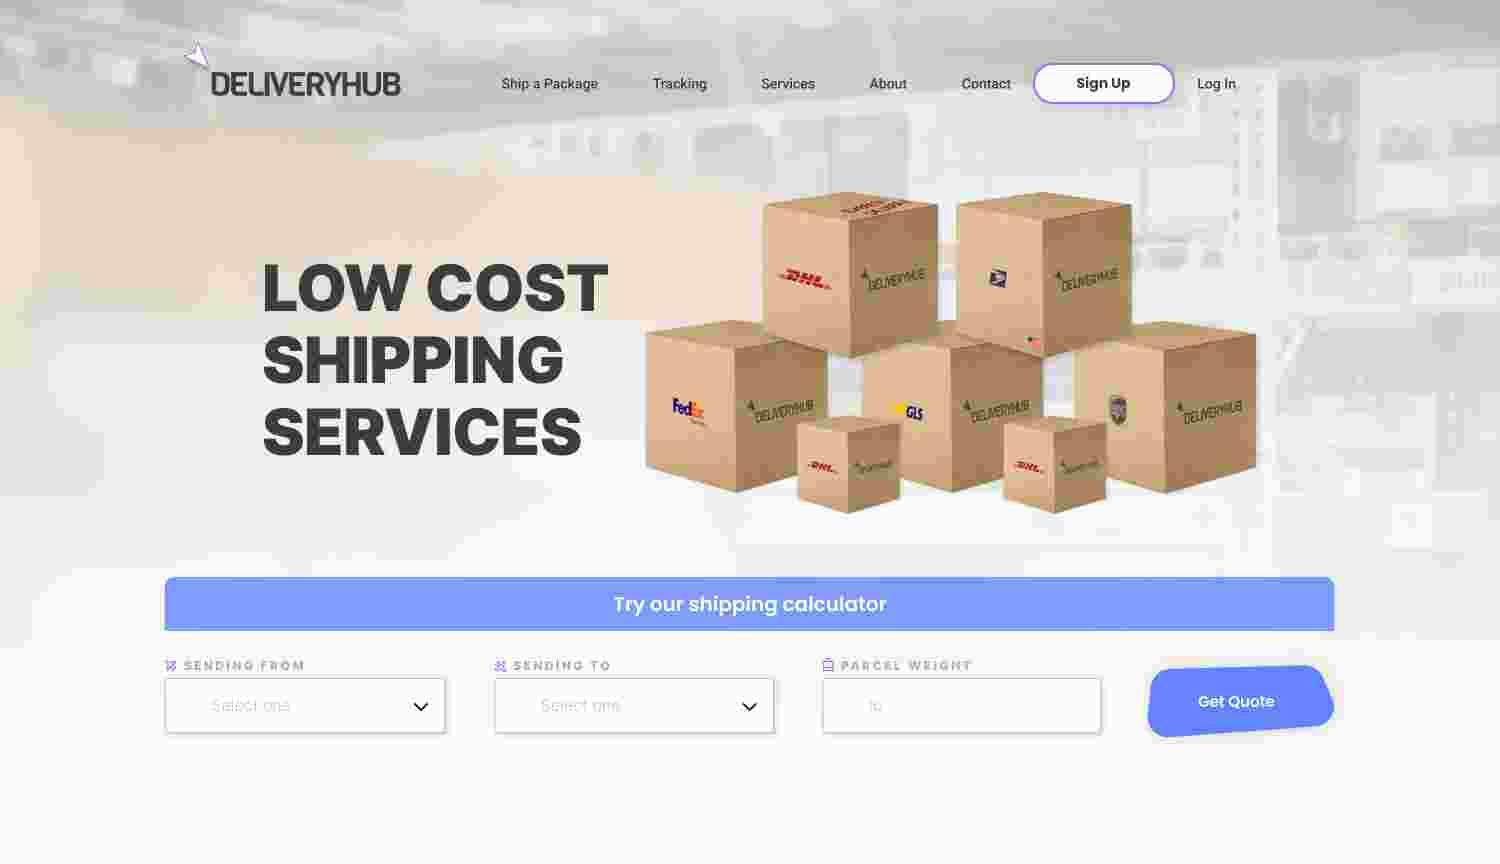 DELIVERYHUB
Ship a Package
Tracking
Services
About
Contact
Sign Up
Log In
LOW COST
SHIPPING
SERVICES
DHL
DELIVERYHUB
DELIVERYHUB
FedEx
DELIVERYHUB
GLS
DELIVERYHUB
DELIVERYHUB
DHL
DHL
Try our shipping calculator
SENDING FROM
SENDING TO
PARCEL WEIGHT
Select one
Select one
Get Quote